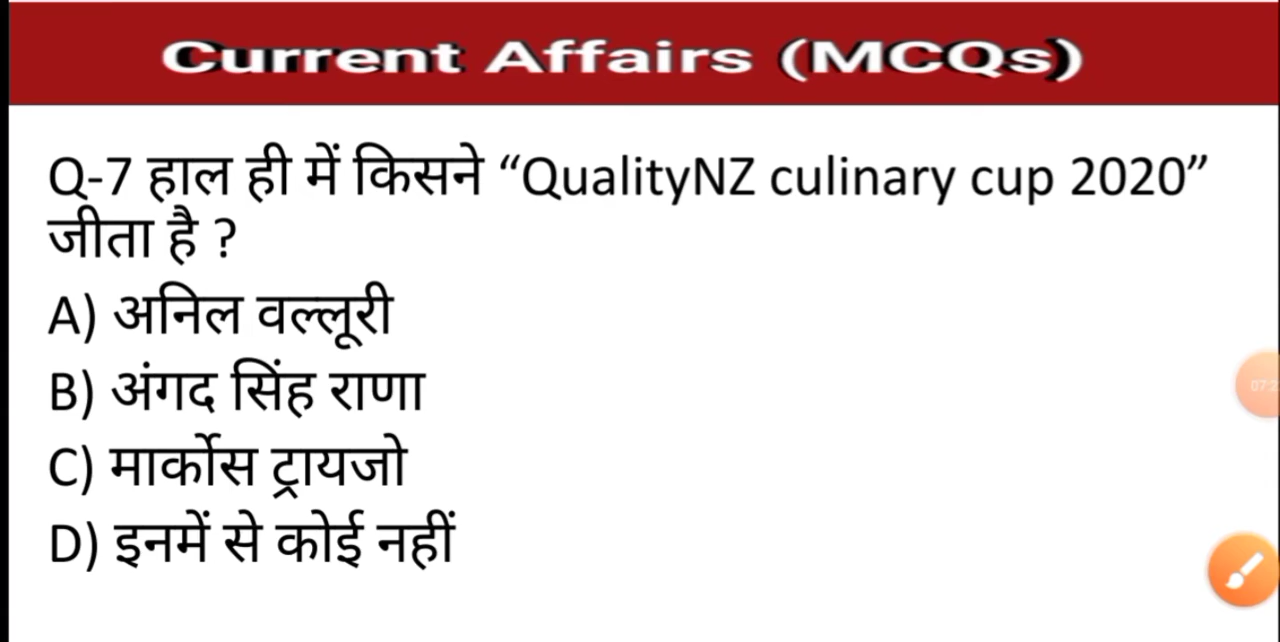 Current Affairs (MCQs)
Q-7 हाल ही में किसने “QualityNZ culinary cup 2020”
जीता है ?
A) अनिल वल्लूरी
B) अंगद सिंह राणा
C) मार्कोस ट्रायजो
D) इनमें से कोई नहीं